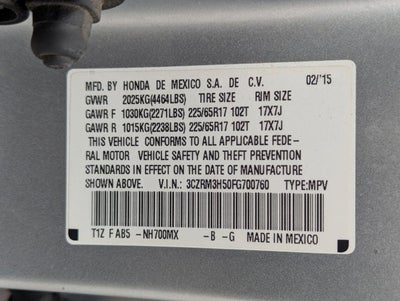 MFD. BY HONDA DE MEXICO S.A. DE C.V. 02/'15
GVWR 2025KG(4464LBS) TIRE SIZE RIM SIZE
GAWR F 1030KG(2271LBS) 225/65R17 102T 17X7J
GAWR R 1015KG(2238LBS) 225/65R17 102T 17X7J
THIS VEHICLE CONFORMS TO ALL APPLICABLE FEDE-
RAL MOTOR VEHICLE SAFETY AND THEFT PREVENTION
STANDARDS IN EFFECT ON THE DATE OF MANUFACTURE
SHOWN ABOVE. V.I.N.: 3CZRM3H50FG700760 TYPE:MPV
T1Z F AB5 -NH700MX -B -G MADE IN MEXICO